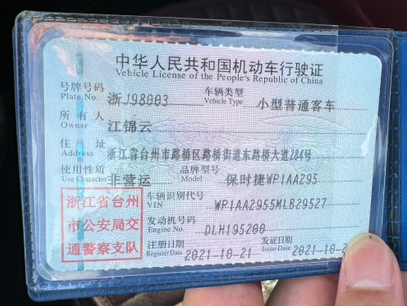 中华人民共和国机动车行驶证
Vehicle License of the People's Republic of China
号牌号码 Plate No. 浙J98003 车辆类型 Vehicle Type 小型普通客车
所有人 Owner 江锦云
住址 Address 浙江省台州市路桥区路桥街道东路桥大道284号
使用性质 Use Character 非营运 品牌型号 Model 保时捷WP1AA295
浙江省台州 车辆识别代号 VIN WP1AA2955MLB29527
市公安局交 发动机号码 Engine No. DLH195200
通警察支队 注册日期 Register Date 2021-10-21 发证日期 Issue Date 2021-10-2